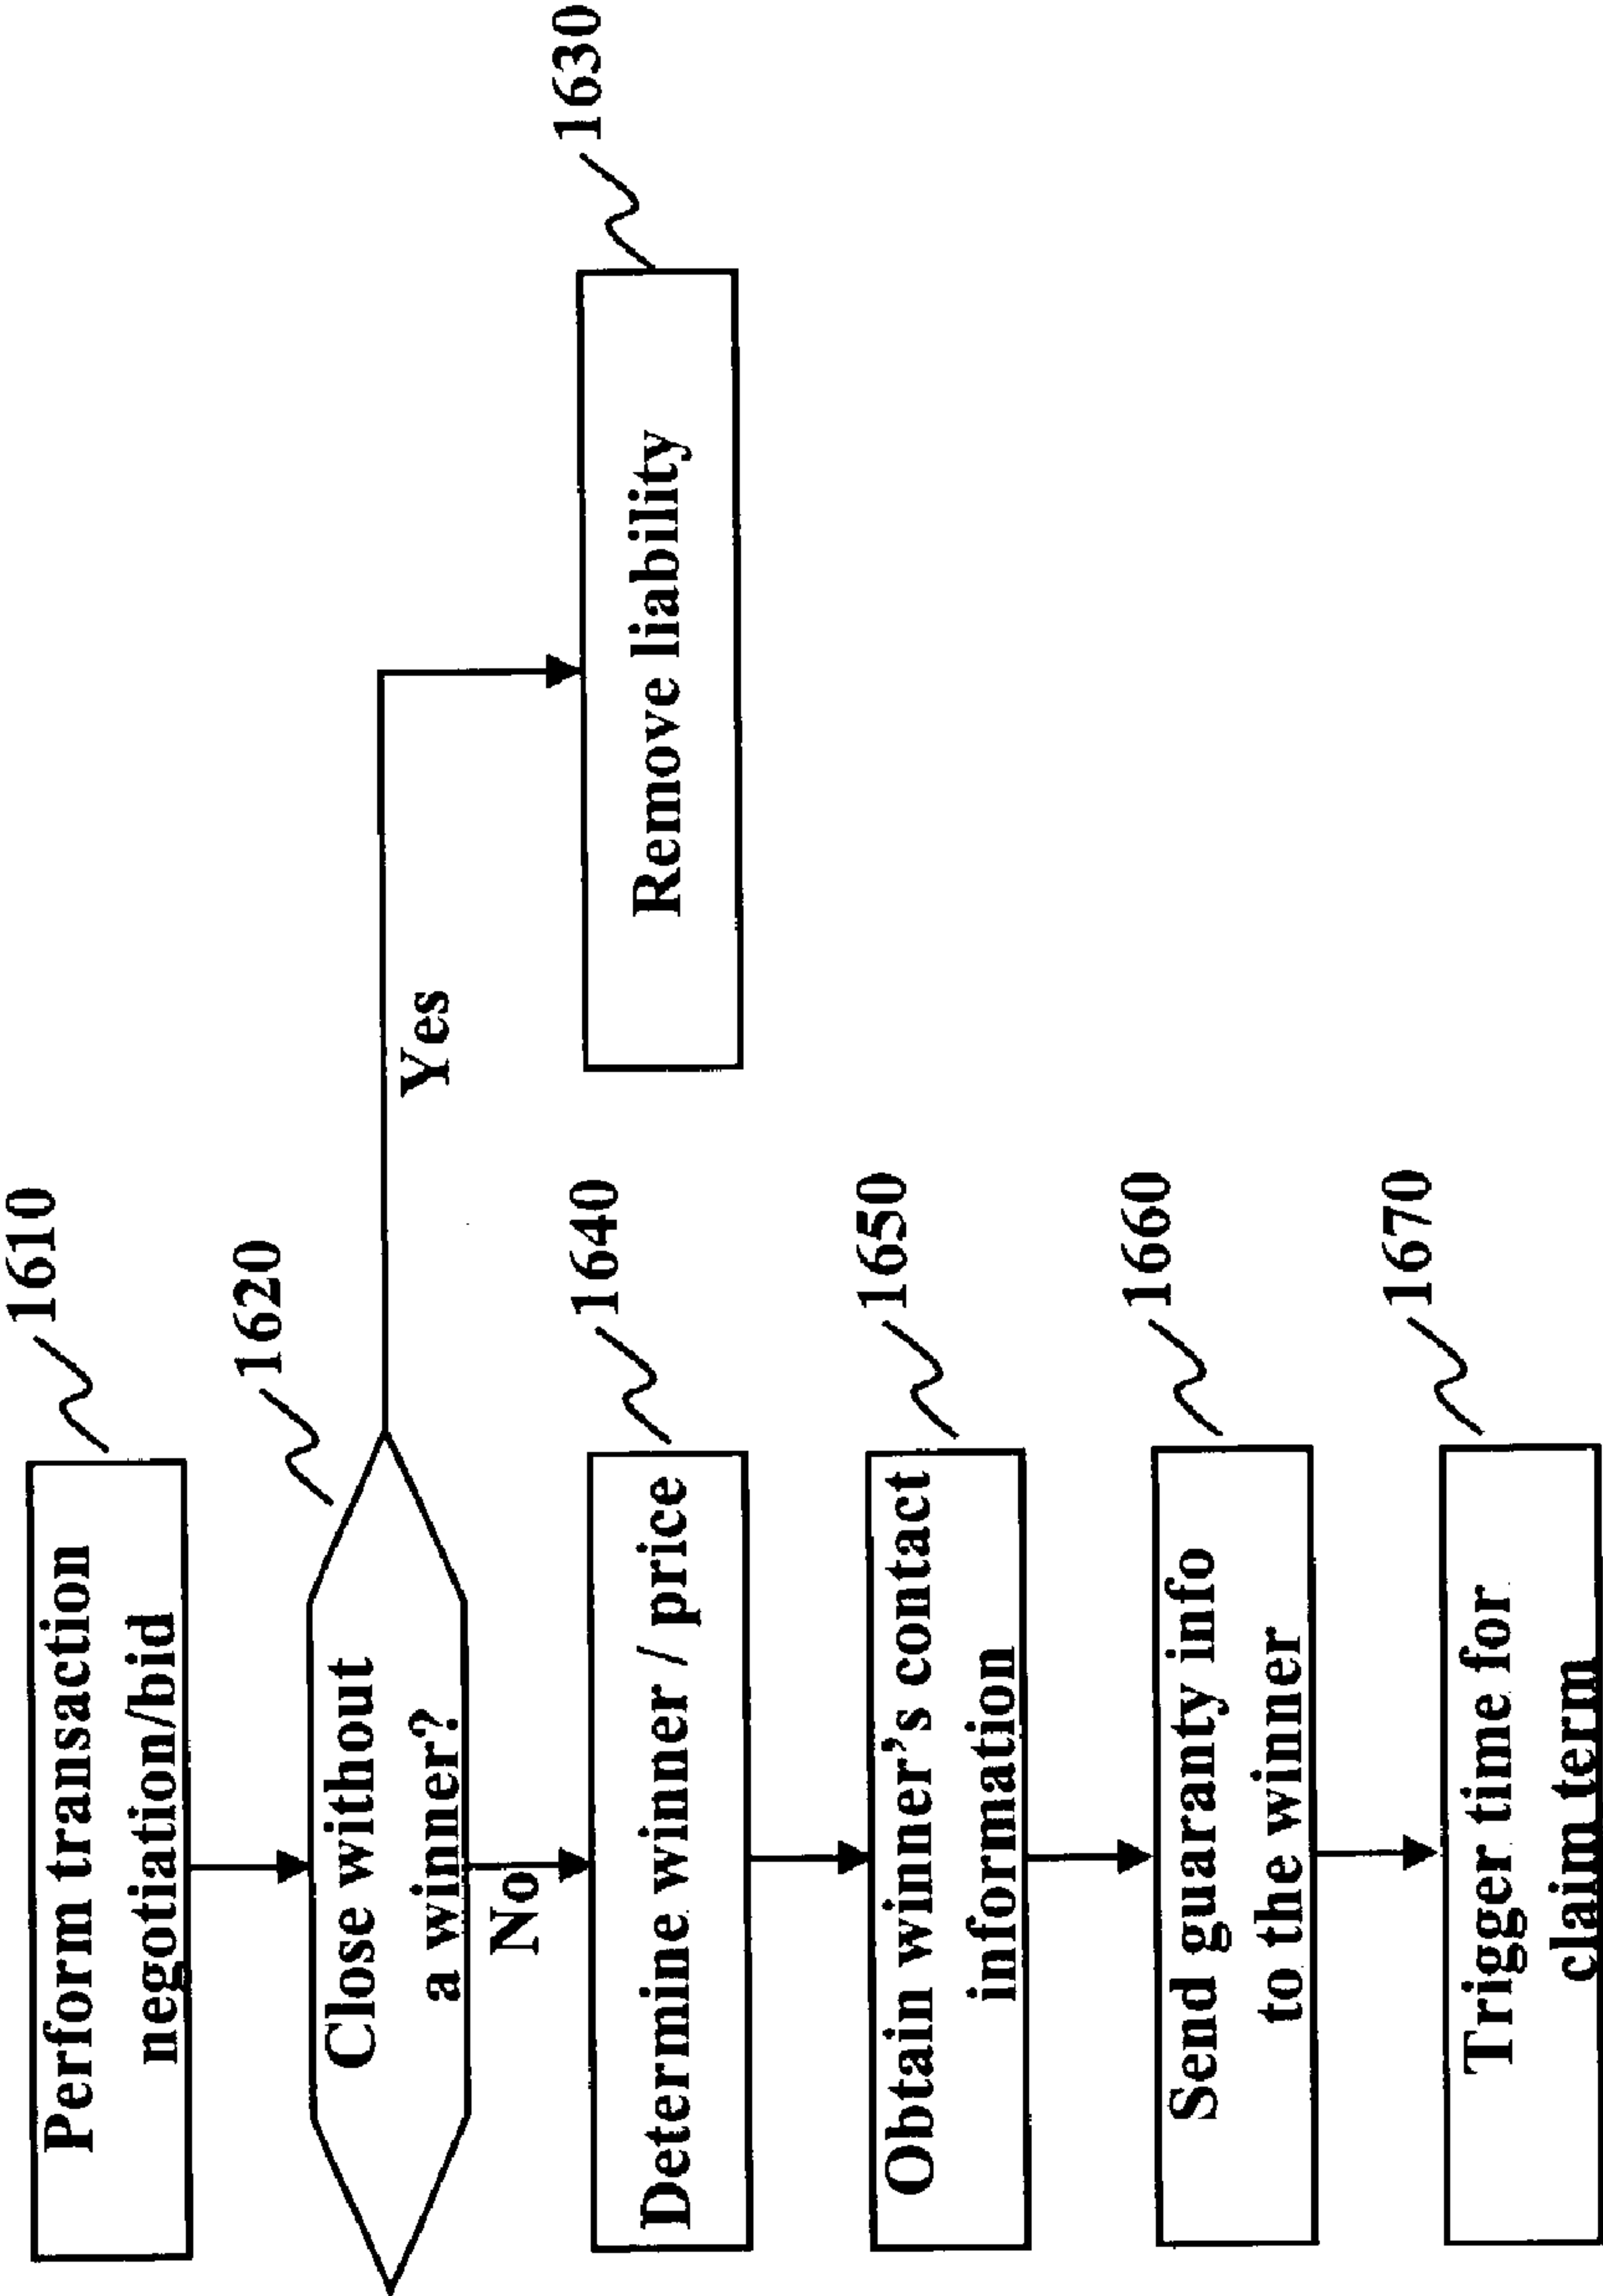 Perform transaction
negotiation/bid
1610
Close without
a winner?
1620
Yes
No
Remove liability
1630
Determine winner / price
1640
Obtain winner's contact
information
1650
Send guaranty info
to the winner
1660
Trigger time for
claim term
1670